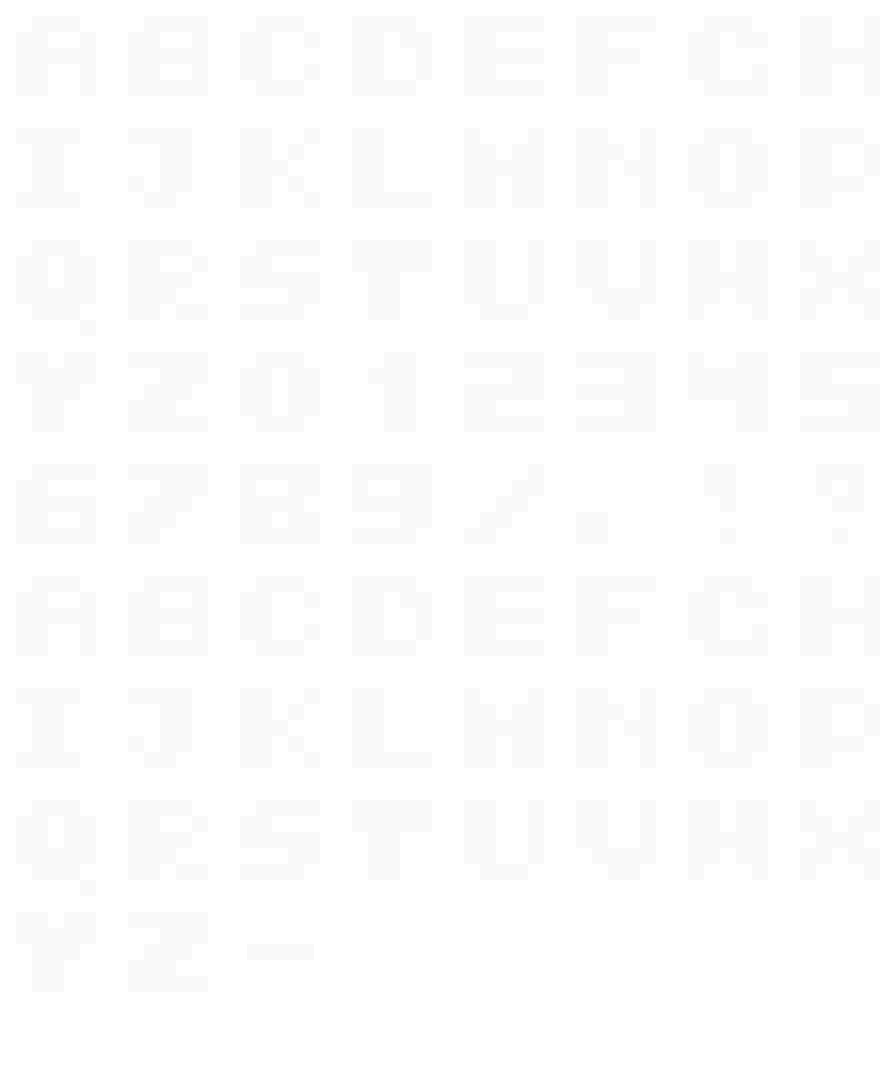 ABCDEFGH
IJKLMNOP
QRSTUVWX
YZ012345
6789/.!?
ABCDEFGH
IJKLMNOP
QRSTUVWX
YZ-